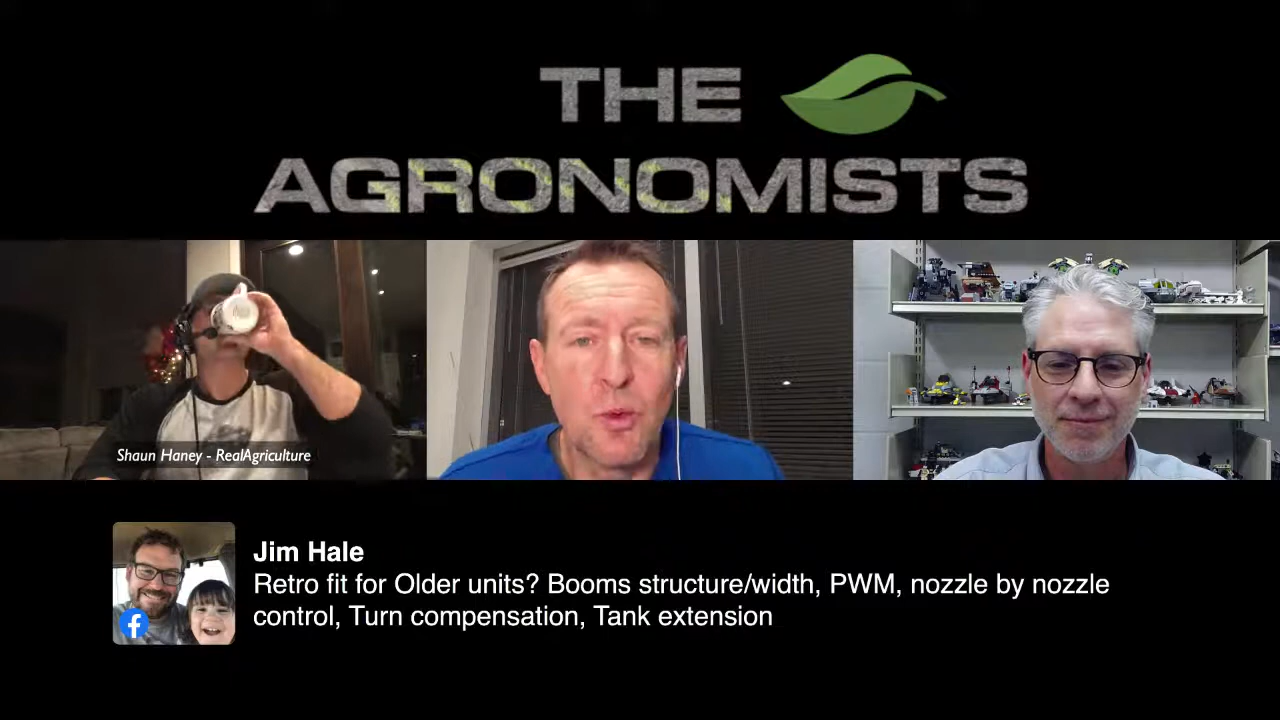 THE
AGRONOMISTS
Shaun Haney - RealAgriculture
Jim Hale
Retro fit for Older units? Booms structure/width, PWM, nozzle by nozzle
control, Turn compensation, Tank extension